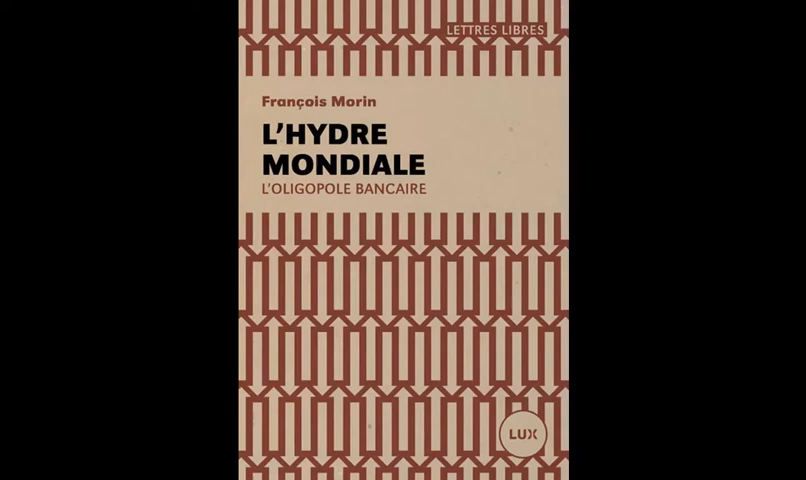 LETTRES LIBRES
François Morin
L'HYDRE
MONDIALE
L'OLIGOPOLE BANCAIRE
LUX